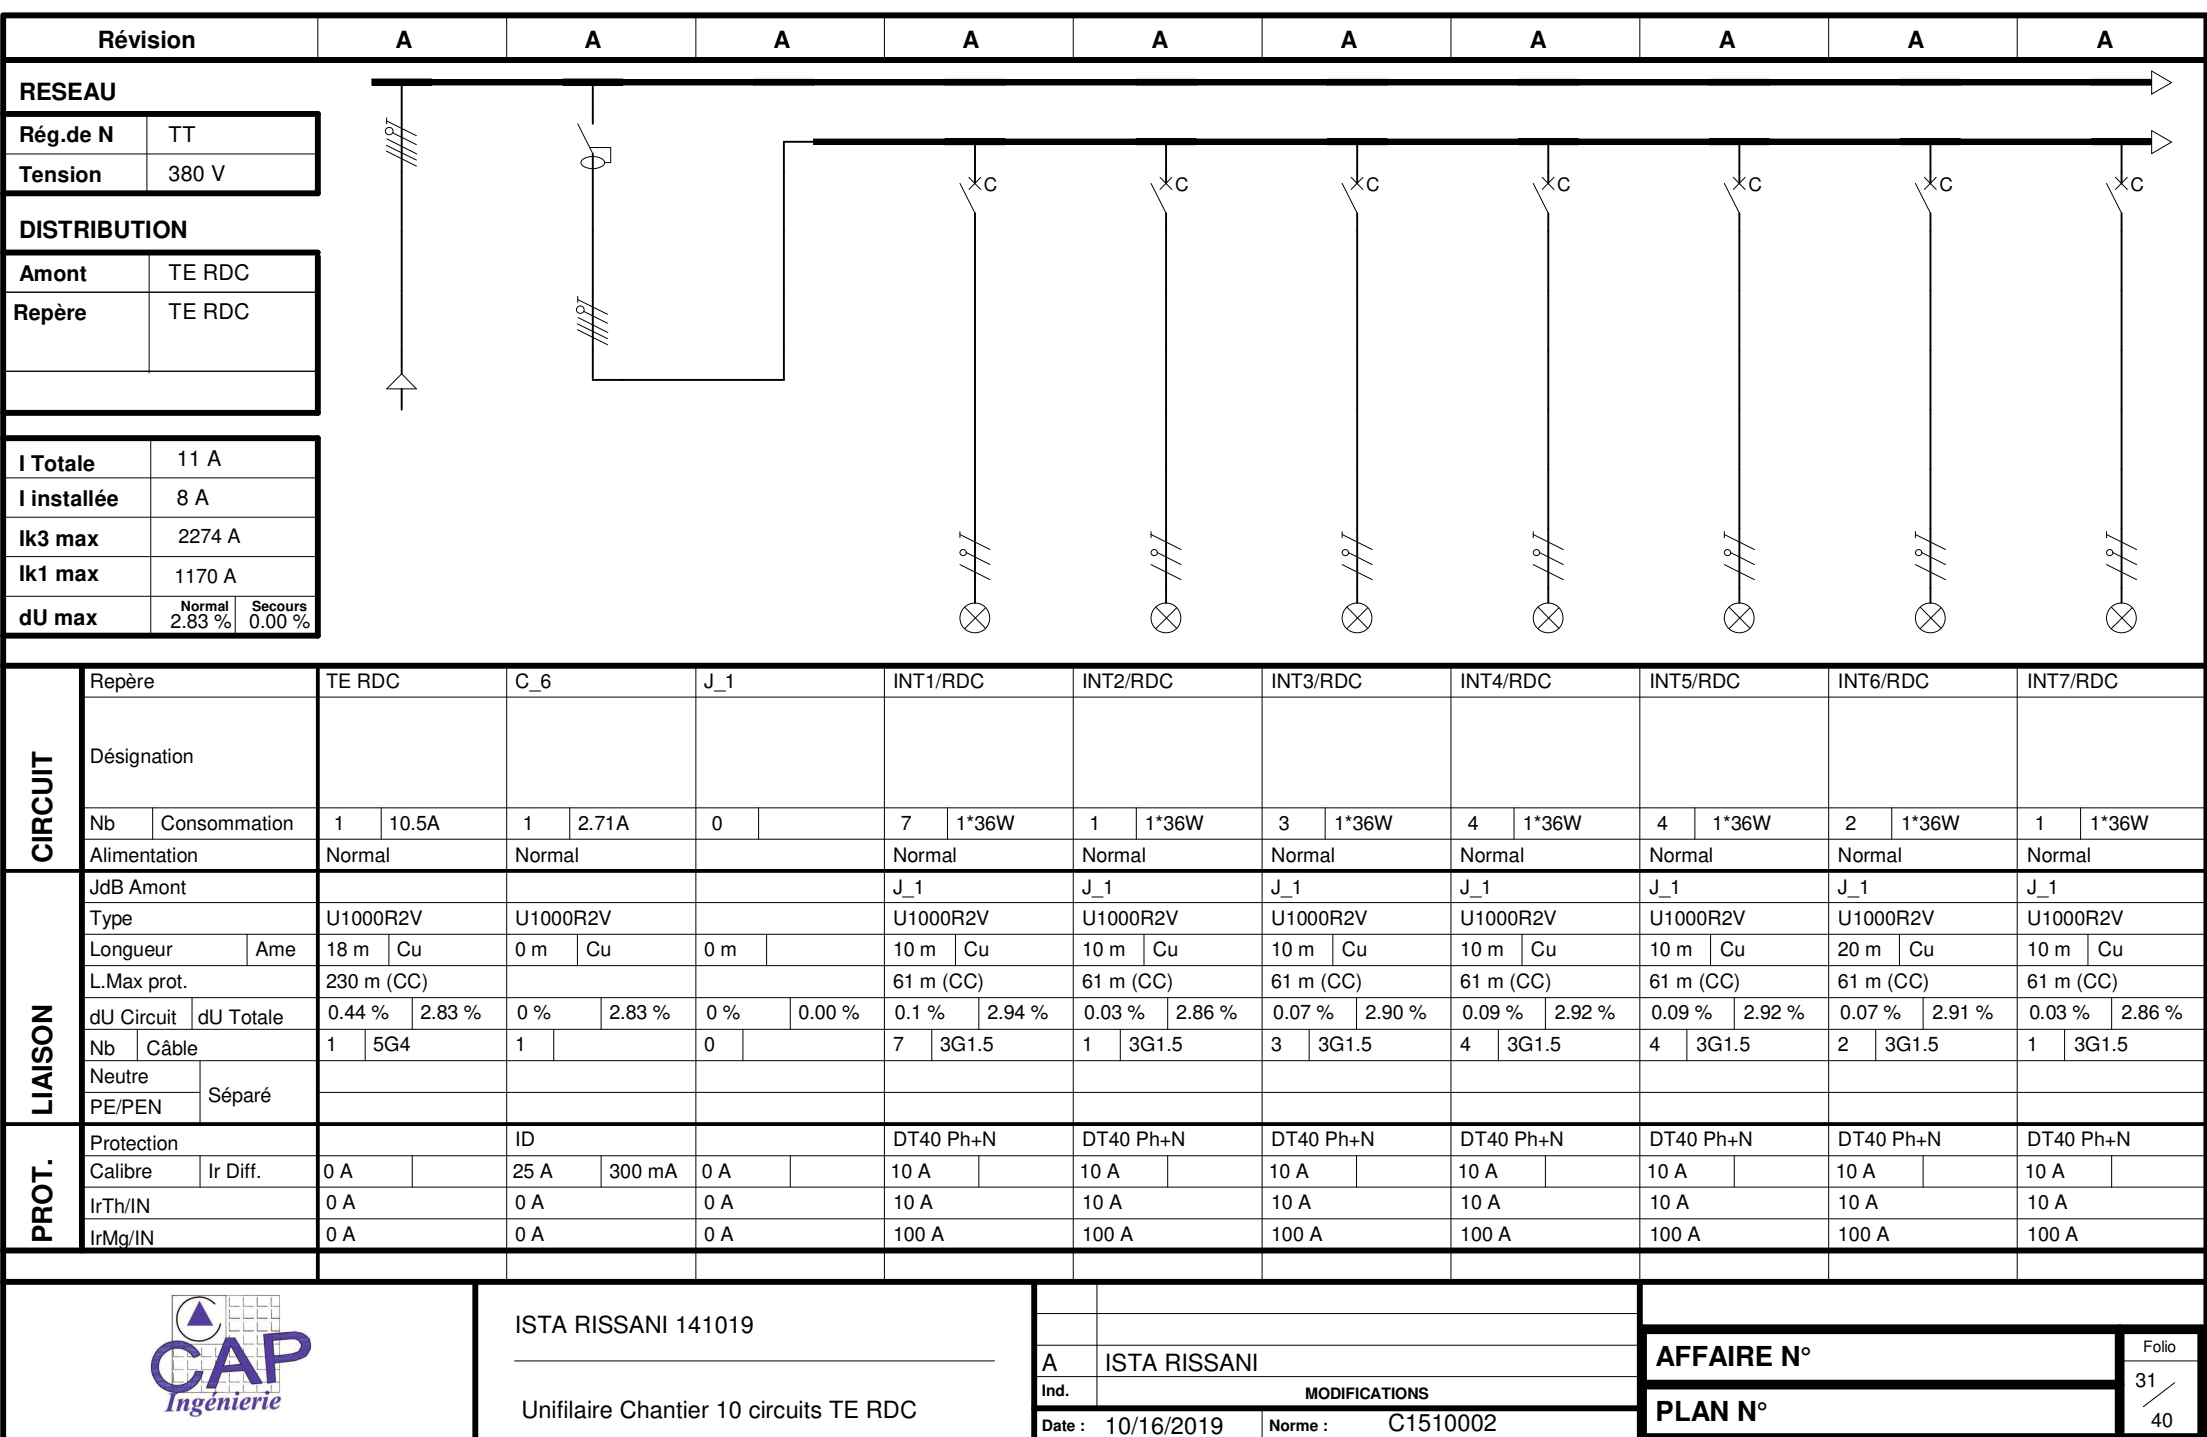 Révision A A A A A A A A A A
RESEAU
Rég.de N TT
Tension 380 V
DISTRIBUTION
Amont TE RDC
Repère TE RDC
I Totale 11 A
I installée 8 A
Ik3 max 2274 A
Ik1 max 1170 A
Normal Secours
dU max 2.83 % 0.00 %
C C C C C C C
CIRCUIT
Repère TE RDC C_6 J_1 INT1/RDC INT2/RDC INT3/RDC INT4/RDC INT5/RDC INT6/RDC INT7/RDC
Désignation
Nb Consommation 1 10.5A 1 2.71A 0 7 1*36W 1 1*36W 3 1*36W 4 1*36W 4 1*36W 2 1*36W 1 1*36W
Alimentation Normal Normal Normal Normal Normal Normal Normal Normal Normal
LIAISON
JdB Amont J_1 J_1 J_1 J_1 J_1 J_1 J_1
Type U1000R2V U1000R2V U1000R2V U1000R2V U1000R2V U1000R2V U1000R2V U1000R2V U1000R2V
Longueur Ame 18 m Cu 0 m Cu 0 m 10 m Cu 10 m Cu 10 m Cu 10 m Cu 10 m Cu 20 m Cu 10 m Cu
L.Max prot. 230 m (CC) 61 m (CC) 61 m (CC) 61 m (CC) 61 m (CC) 61 m (CC) 61 m (CC) 61 m (CC)
dU Circuit dU Totale 0.44 % 2.83 % 0 % 2.83 % 0 % 0.00 % 0.1 % 2.94 % 0.03 % 2.86 % 0.07 % 2.90 % 0.09 % 2.92 % 0.09 % 2.92 % 0.07 % 2.91 % 0.03 % 2.86 %
Nb Câble 1 5G4 1 0 7 3G1.5 1 3G1.5 3 3G1.5 4 3G1.5 4 3G1.5 2 3G1.5 1 3G1.5
Neutre
Séparé
PE/PEN
PROT.
Protection ID DT40 Ph+N DT40 Ph+N DT40 Ph+N DT40 Ph+N DT40 Ph+N DT40 Ph+N DT40 Ph+N
Calibre Ir Diff. 0 A 25 A 300 mA 0 A 10 A 10 A 10 A 10 A 10 A 10 A 10 A
IrTh/IN 0 A 0 A 0 A 10 A 10 A 10 A 10 A 10 A 10 A 10 A
IrMg/IN 0 A 0 A 0 A 100 A 100 A 100 A 100 A 100 A 100 A 100 A
CAP
Ingénierie
ISTA RISSANI 141019
Unifilaire Chantier 10 circuits TE RDC
A ISTA RISSANI
Ind. MODIFICATIONS
Date : 10/16/2019 Norme : C1510002
AFFAIRE N°
PLAN N°
Folio
31
40